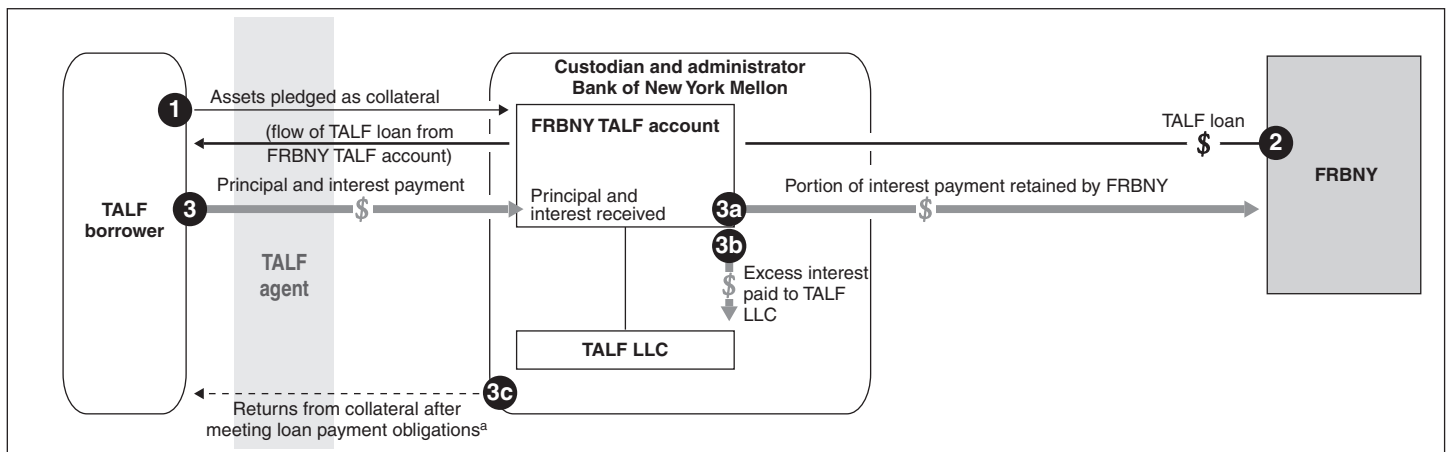 Custodian and administrator
Bank of New York Mellon
1
Assets pledged as collateral
(flow of TALF loan from
FRBNY TALF account)
FRBNY TALF account
TALF loan
$
2
FRBNY
3
Principal and interest payment
$
TALF
borrower
Principal and
interest received
3a
Portion of interest payment retained by FRBNY
$
TALF
agent
3b
$
Excess interest
paid to TALF
LLC
TALF LLC
3c
Returns from collateral after
meeting loan payment obligationsª